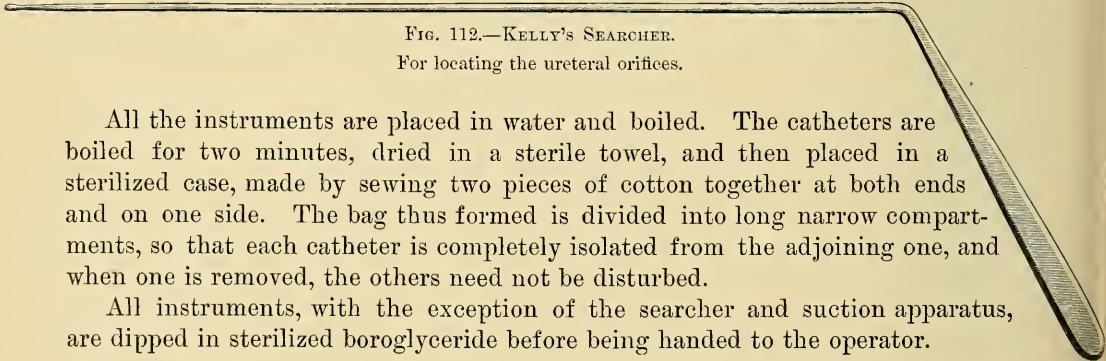 FIG. 112.—KELLY'S SEARCHER.
For locating the ureteral orifices.
All the instruments are placed in water and boiled. The catheters are
boiled for two minutes, dried in a sterile towel, and then placed in a
sterilized case, made by sewing two pieces of cotton together at both ends
and on one side. The bag thus formed is divided into long narrow compart-
ments, so that each catheter is completely isolated from the adjoining one, and
when one is removed, the others need not be disturbed.
All instruments, with the exception of the searcher and suction apparatus,
are dipped in sterilized boroglyceride before being handed to the operator.